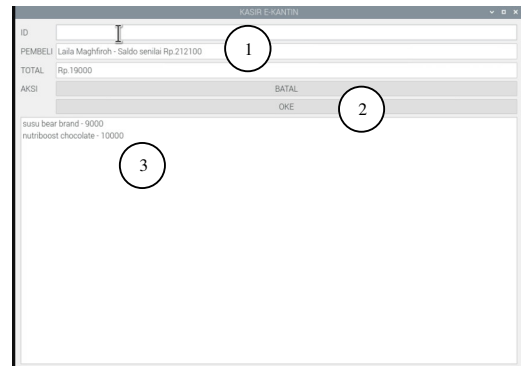 KASIR E-KANTIN
ID
PEMBELI Laila Maghfiroh - Saldo senilai Rp.212100
1
TOTAL Rp.19000
AKSI BATAL
OKE
2
susu bear brand - 9000
nutriboost chocolate - 10000
3